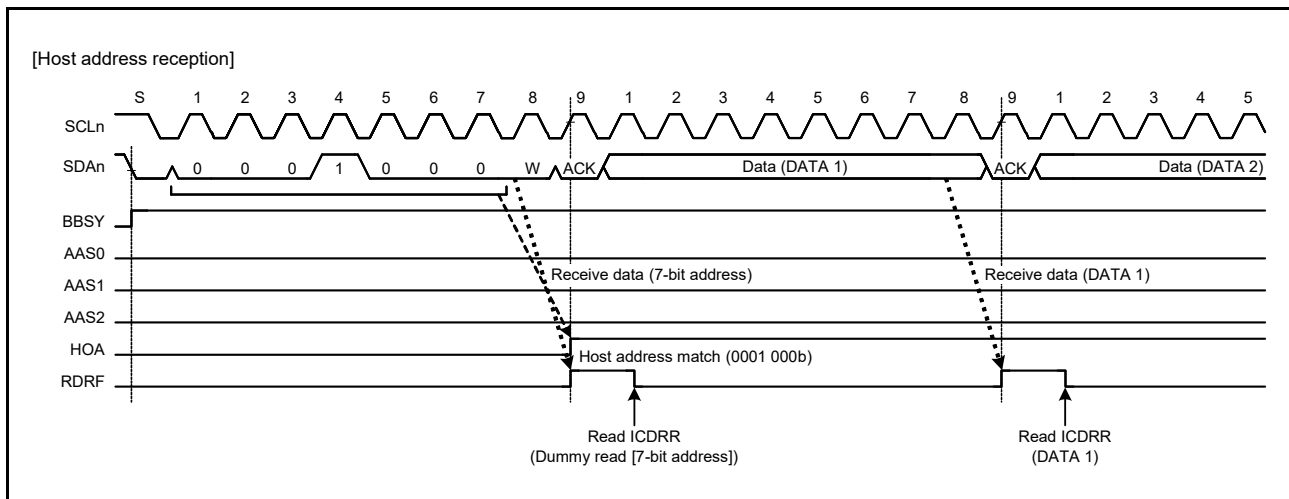 [Host address reception]
S 1 2 3 4 5 6 7 8 9 1 2 3 4 5 6 7 8 9 1 2 3 4 5
SCLn
SDAn 0 0 0 1 0 0 0 W ACK Data (DATA 1) ACK Data (DATA 2)
BBSY
AAS0
Receive data (7-bit address) Receive data (DATA 1)
AAS1
AAS2
HOA Host address match (0001 000b)
RDRF
Read ICDRR Read ICDRR
(Dummy read [7-bit address]) (DATA 1)